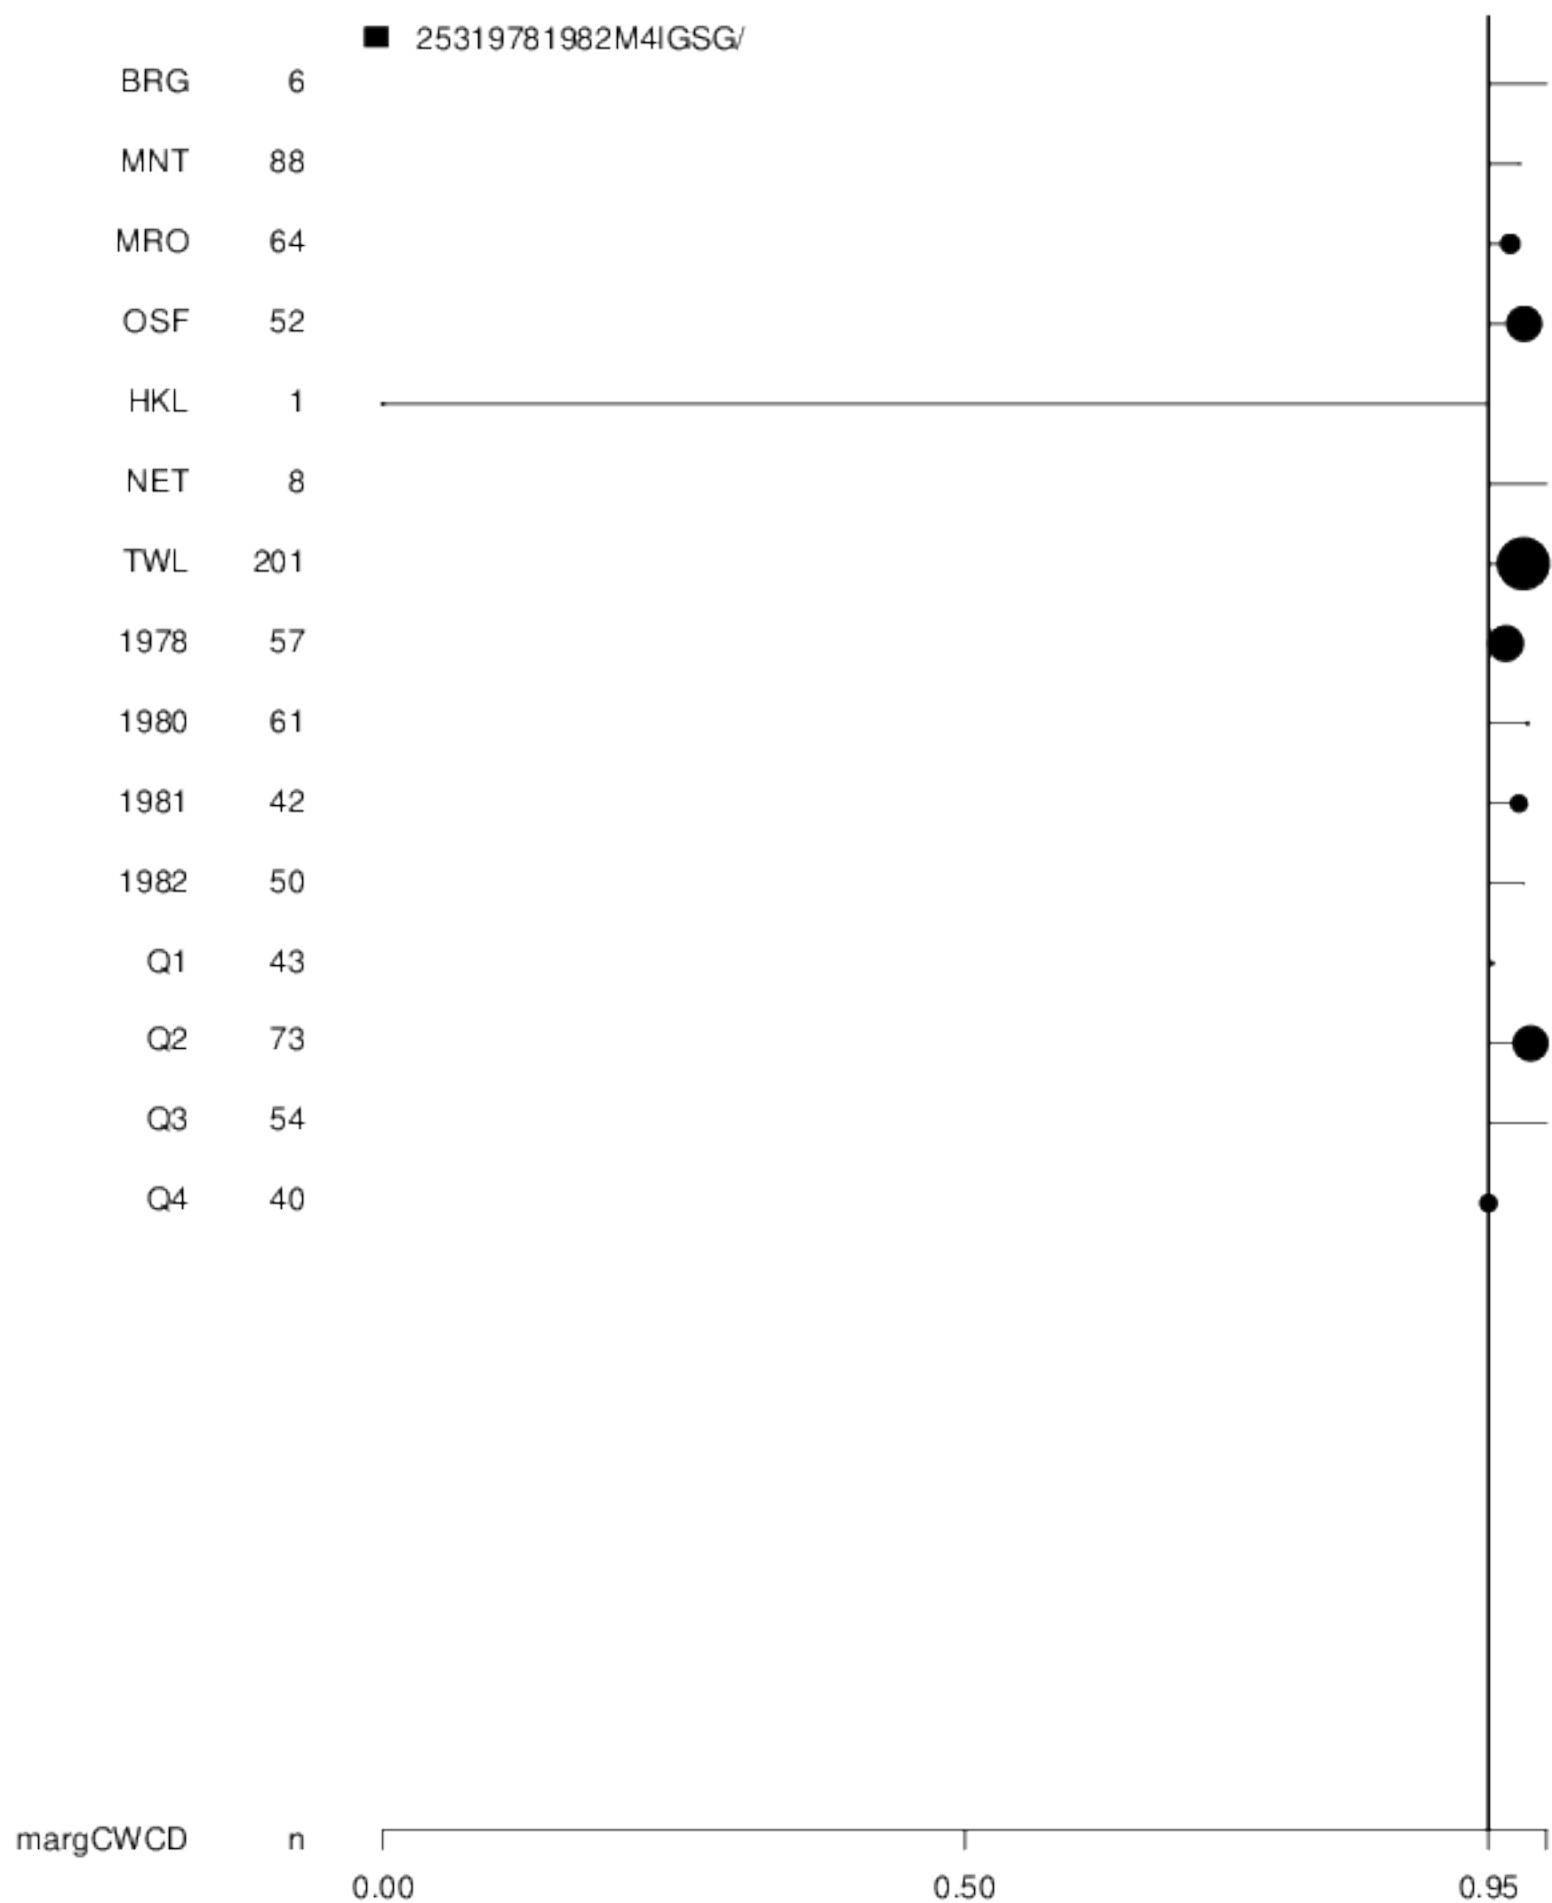 25319781982M4IGSG/
BRG 6
MNT 88
MRO 64
OSF 52
HKL 1
NET 8
TWL 201
1978 57
1980 61
1981 42
1982 50
Q1 43
Q2 73
Q3 54
Q4 40
margCWCD n
0.00 0.50 0.95